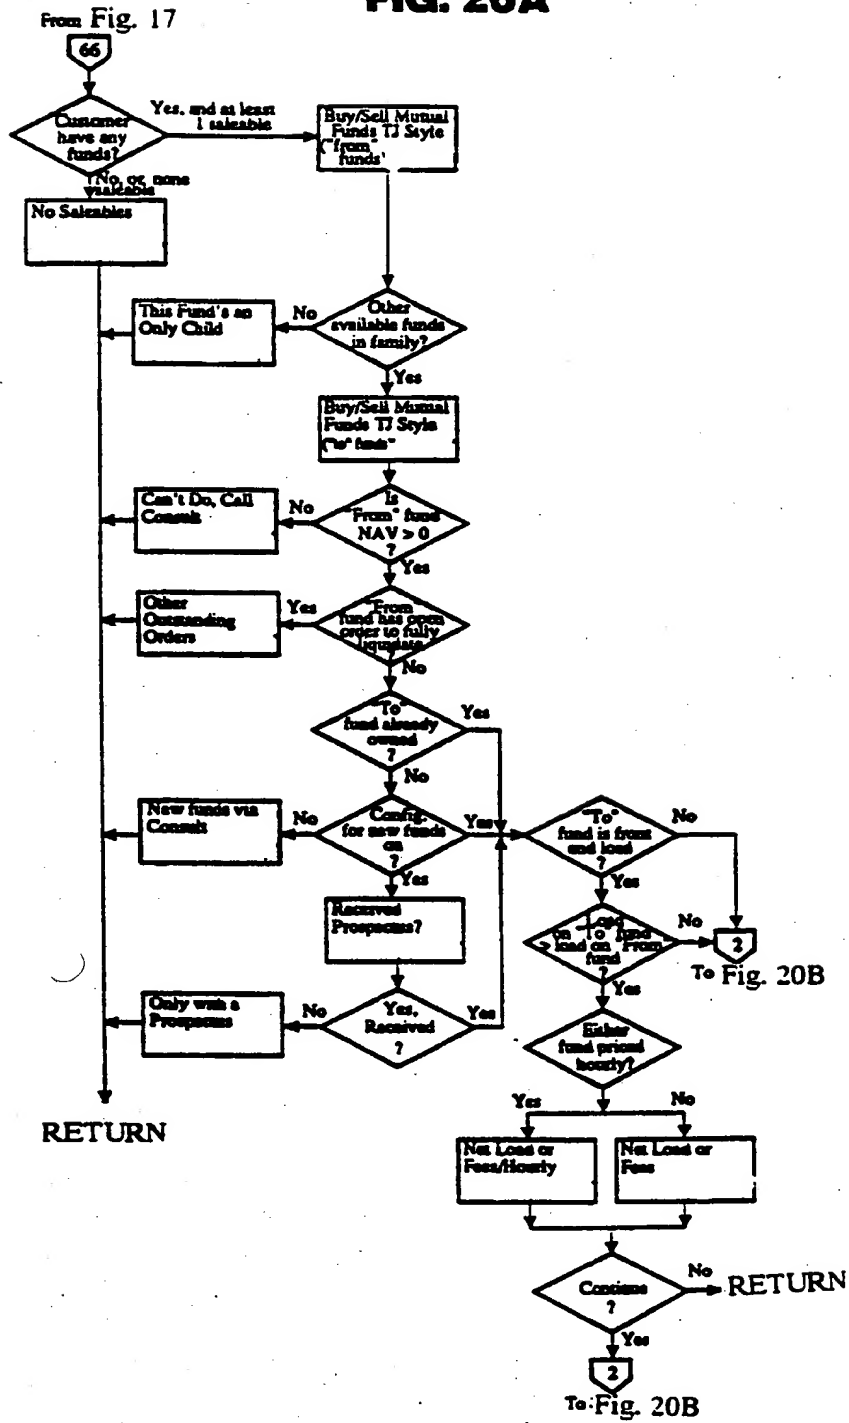 FIG. 20A
From Fig. 17
66
Customer
have any
funds?
Yes, and at least
1 saleable
Buy/Sell Mutual
Funds TJ Style
("from"
funds'
No, or none
saleable
No Saleables
Other
available funds
in family?
No
This Fund's an
Only Child
Yes
Buy/Sell Mutual
Funds TJ Style
("to" funds"
Is
"From" fund
NAV > 0
?
No
Can't Do, Call
Consult
Yes
"From"
fund has open
order to fully
liquidate
?
Yes
Other
Outstanding
Orders
No
"To"
fund already
owned
?
Yes
No
Config.
for new funds
on
?
No
New funds via
Consult
Yes
Yes
Received
Prospectus?
Yes,
Received
?
No
Only with a
Prospectus
Yes
RETURN
"To"
fund is front
end load
?
No
Yes
Load
on "To" fund
> load on "From"
fund
?
No
2
To Fig. 20B
Yes
Either
fund priced
hourly?
Yes
No
Net Load or
Fees/Hourly
Net Load or
Fees
Continue
?
No
RETURN
Yes
2
To: Fig. 20B